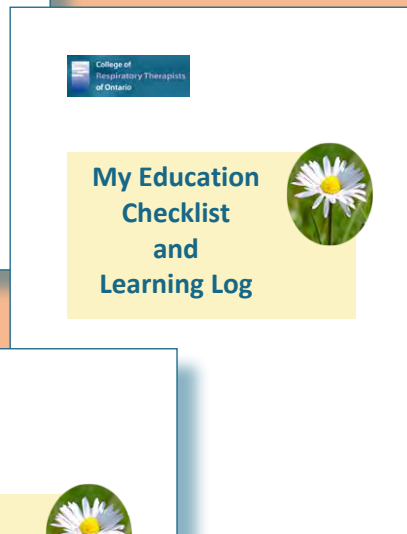 College of
Respiratory Therapists
of Ontario
My Education
Checklist
and
Learning Log